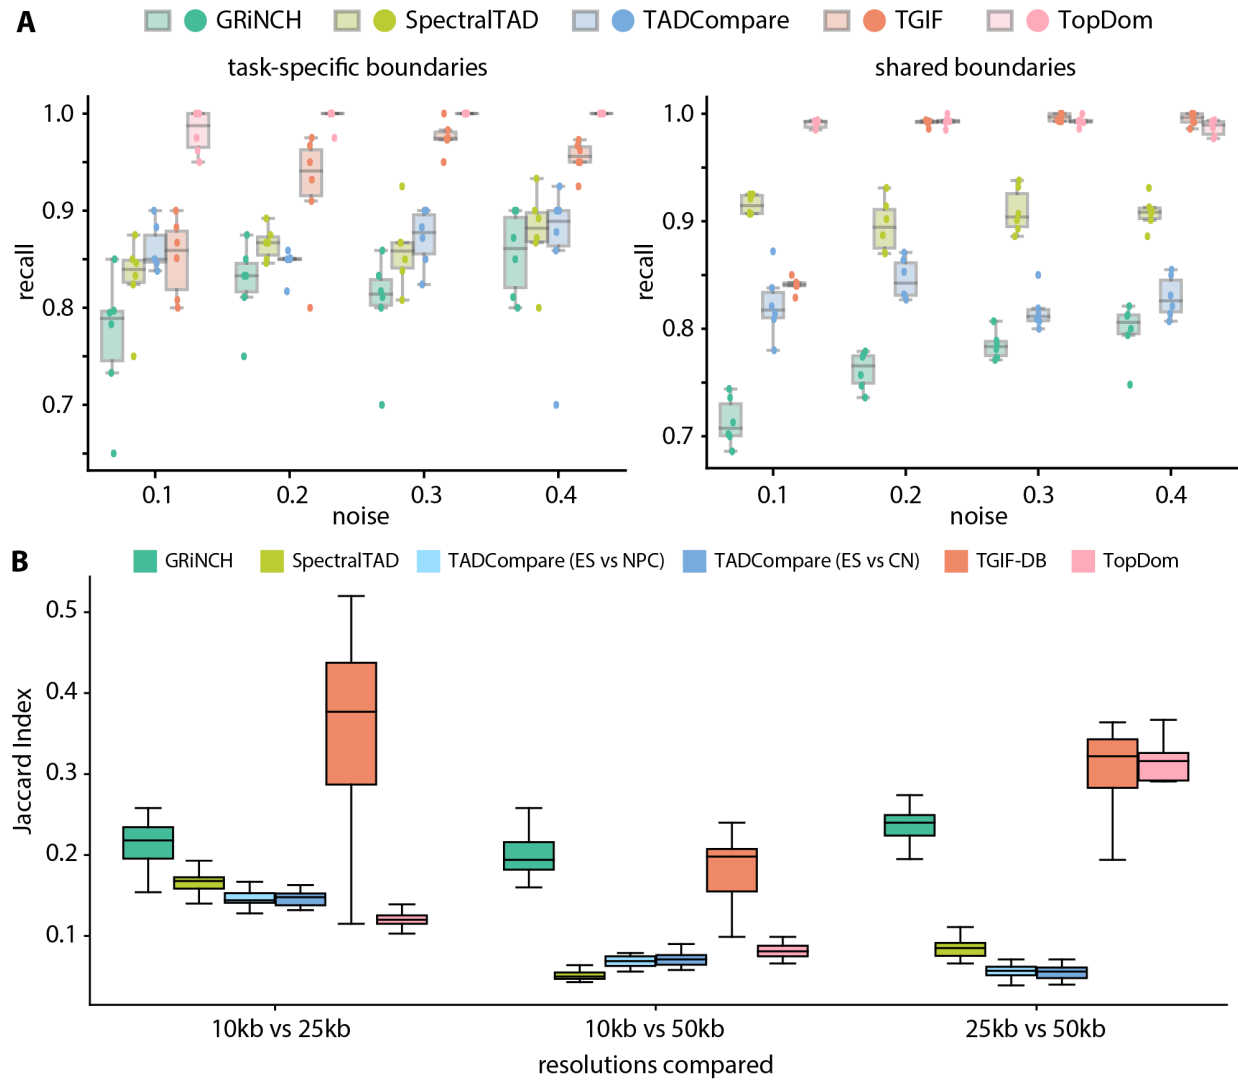 A
GRiNCH SpectralTAD TADCompare TGIF TopDom
task-specific boundaries
shared boundaries
recall
1.0
0.9
0.8
0.7
0.1 0.2 0.3 0.4
noise
recall
1.0
0.9
0.8
0.7
0.1 0.2 0.3 0.4
noise
B
GRiNCH SpectralTAD TADCompare (ES vs NPC) TADCompare (ES vs CN) TGIF-DB TopDom
Jaccard Index
0.5
0.4
0.3
0.2
0.1
10kb vs 25kb 10kb vs 50kb 25kb vs 50kb
resolutions compared